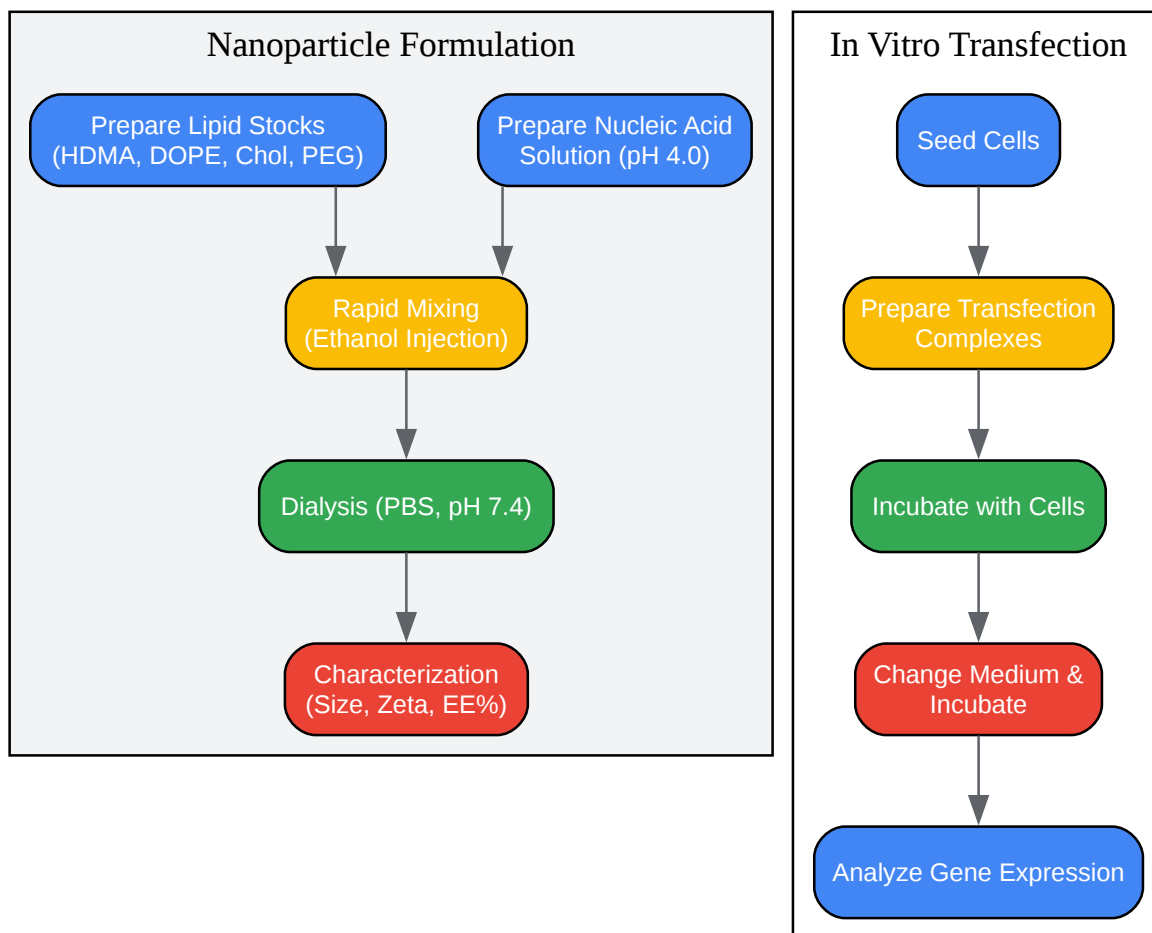 Nanoparticle Formulation
Prepare Lipid Stocks
(HDMA, DOPE, Chol, PEG)
Prepare Nucleic Acid
Solution (pH 4.0)
Rapid Mixing
(Ethanol Injection)
Dialysis (PBS, pH 7.4)
Characterization
(Size, Zeta, EE%)
In Vitro Transfection
Seed Cells
Prepare Transfection
Complexes
Incubate with Cells
Change Medium &
Incubate
Analyze Gene Expression